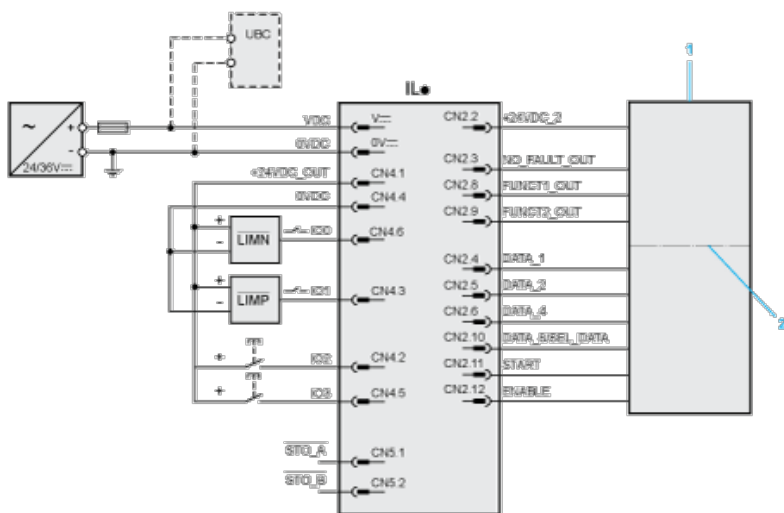 1
UBC
IL●
~ + -
24/36V⎓
VDC
V⎓
0VDC
0V⎓
+24VDC_OUT
CN4.1
0VDC
CN4.4
+
-
LIMN
IO0
CN4.6
+
-
LIMP
IO1
CN4.3
+
IO2
CN4.2
+
IO3
CN4.5
STO_A
CN5.1
STO_B
CN5.2
CN2.2
+24VDC_2
CN2.3
NO_FAULT_OUT
CN2.8
FUNCT1_OUT
CN2.9
FUNCT2_OUT
CN2.4
DATA_1
CN2.5
DATA_2
CN2.6
DATA_4
CN2.10
DATA_8/SEL_DATA
CN2.11
START
CN2.12
ENABLE
2